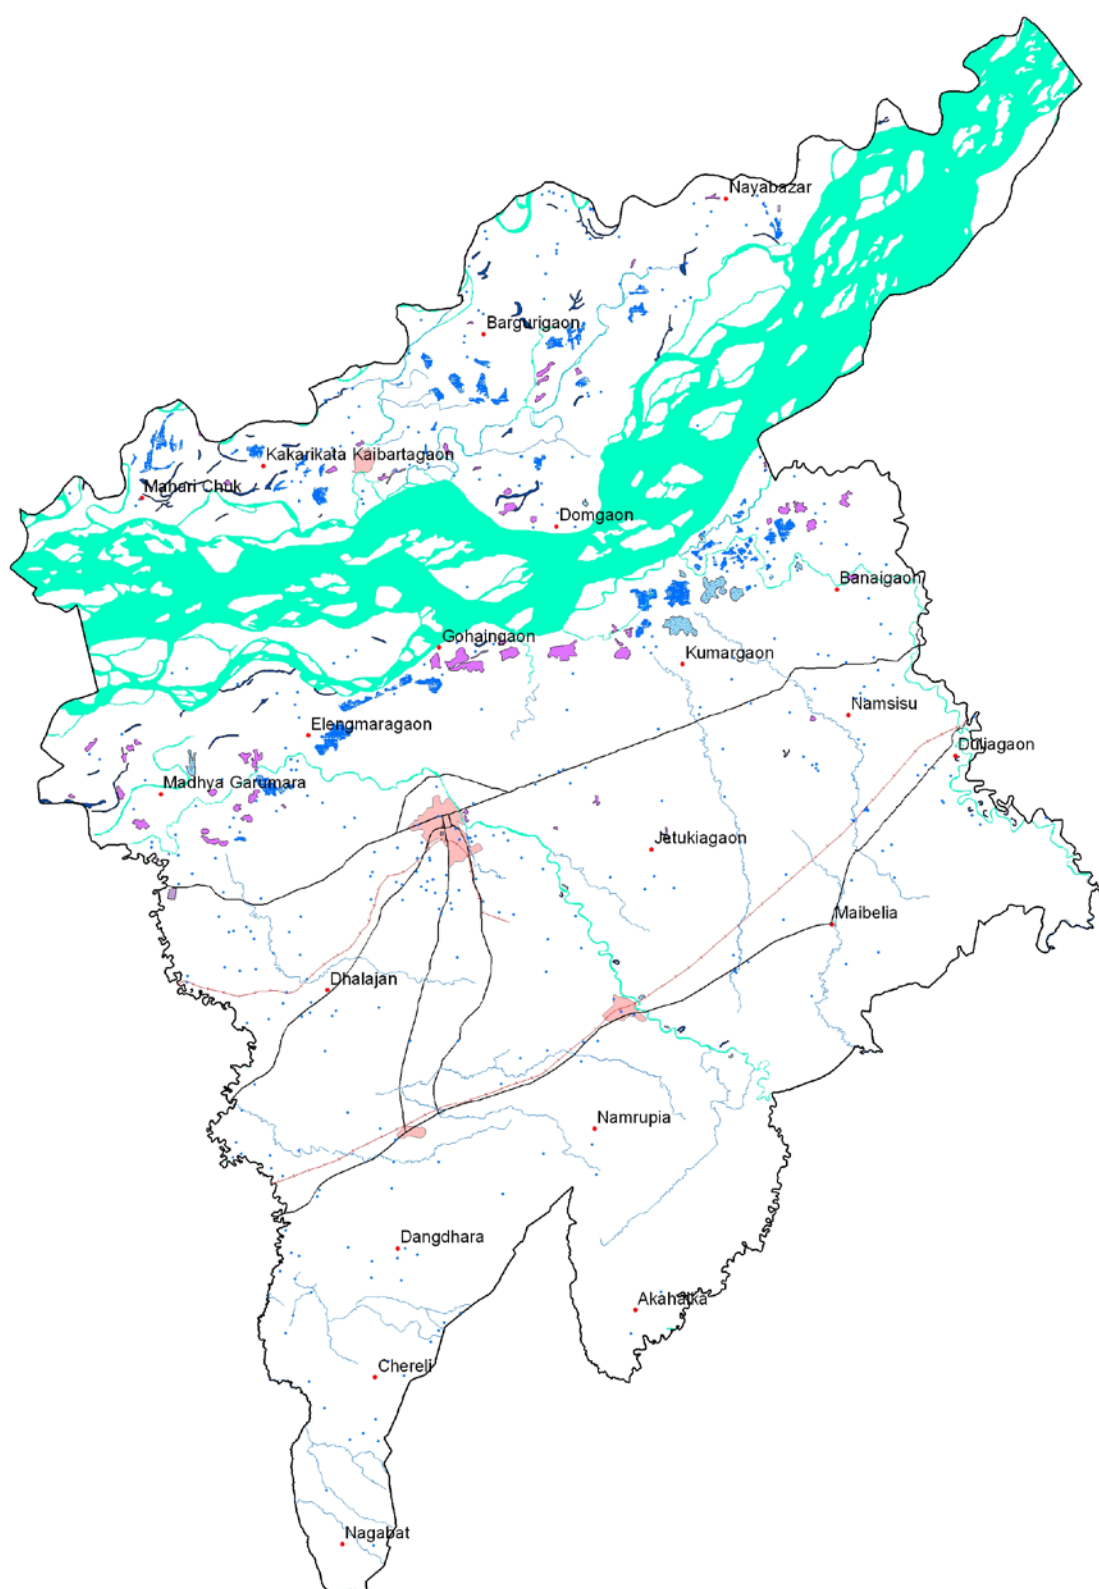 Nayabazar
Bargurigaon
Kakarikata Kaibartagaon
Mahari Chuk
Domgaon
Banaigaon
Gohaingaon
Kumargaon
Namsisu
Elengmaragaon
Duliagaon
Madhya Garumara
Jetukiagaon
Maibelia
Dhalajan
Namrupia
Dangdhara
Akahatka
Chereli
Nagabat